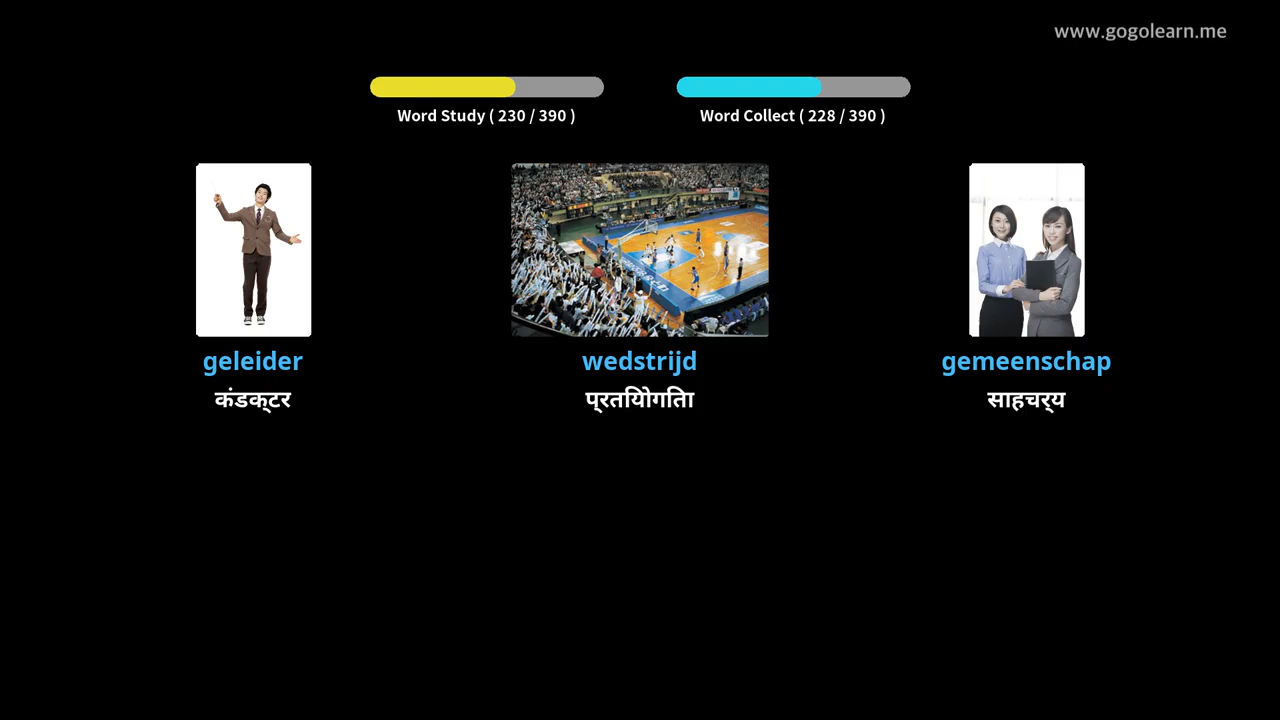 www.gogolearn.me
Word Study ( 230 / 390 )
Word Collect ( 228 / 390 )
geleider
wedstrijd
gemeenschap
कंडक्टर
प्रतियोगिता
साहचर्य